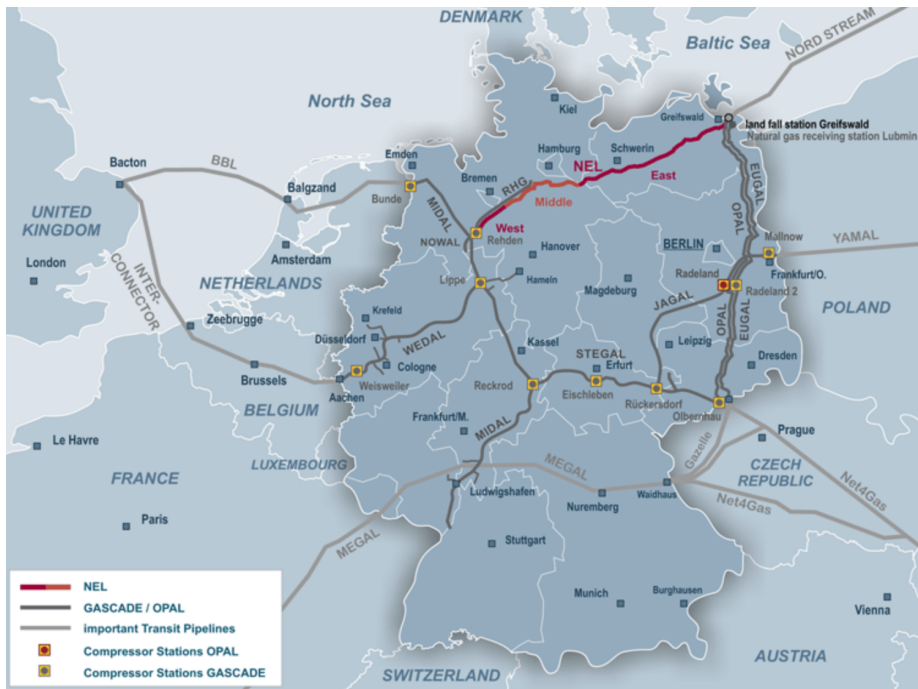 DENMARK
Baltic Sea
NORD STREAM
North Sea
Kiel
Greifswald
land fall station Greifswald
Natural gas receiving station Lubmin
Hamburg
Schwerin
NEL
East
Emden
Bacton
BBL
Balgzand
Bunde
Bremen
RHG
Middle
EUGAL
MIDAL
West
OPAL
UNITED
KINGDOM
NOWAL
Rehden
Mallnow
YAMAL
Amsterdam
Hanover
BERLIN
London
INTER-
CONNECTOR
NETHERLANDS
Lippe
Hameln
Magdeburg
Radeland
Frankfurt/O.
Radeland 2
POLAND
Zeebrugge
Krefeld
JAGAL
OPAL
EUGAL
Düsseldorf
WEDAL
Kassel
Leipzig
STEGAL
Brussels
Cologne
Erfurt
Dresden
Weisweiler
Aachen
Reckrod
Eischleben
Rückersdorf
Olbernhau
BELGIUM
Frankfurt/M.
MIDAL
Le Havre
Prague
Gazelle
LUXEMBOURG
MEGAL
CZECH
REPUBLIC
Net4Gas
FRANCE
Ludwigshafen
Nuremberg
Waidhaus
Net4Gas
Paris
MEGAL
Stuttgart
NEL
Munich
Burghausen
GASCADE / OPAL
Vienna
important Transit Pipelines
Compressor Stations OPAL
Compressor Stations GASCADE
SWITZERLAND
AUSTRIA